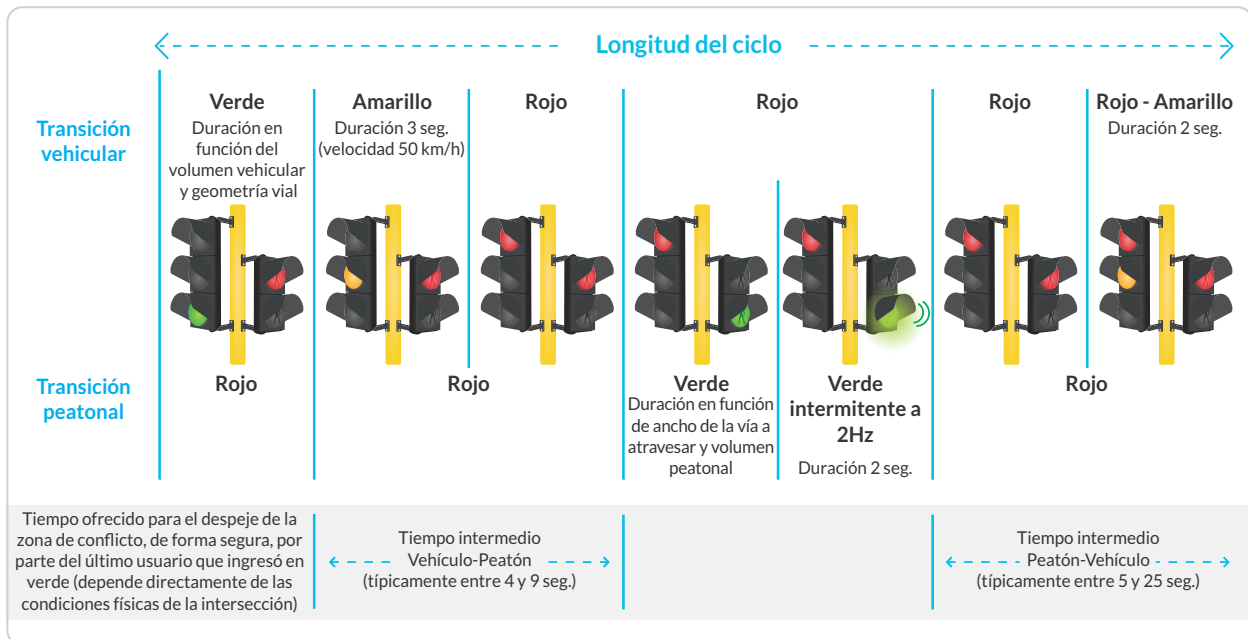 Longitud del ciclo
Transición
vehicular
Verde
Duración en
función del
volumen vehicular
y geometría vial
Amarillo
Duración 3 seg.
(velocidad 50 km/h)
Rojo
Rojo
Rojo
Rojo - Amarillo
Duración 2 seg.
Transición
peatonal
Rojo
Rojo
Verde
Duración en función
de ancho de la vía a
atravesar y volumen
peatonal
Verde
intermitente a
2Hz
Duración 2 seg.
Rojo
Tiempo ofrecido para el despeje de la
zona de conflicto, de forma segura, por
parte del último usuario que ingresó en
verde (depende directamente de las
condiciones físicas de la intersección)
Tiempo intermedio
Vehículo-Peatón
(típicamente entre 4 y 9 seg.)
Tiempo intermedio
Peatón-Vehículo
(típicamente entre 5 y 25 seg.)